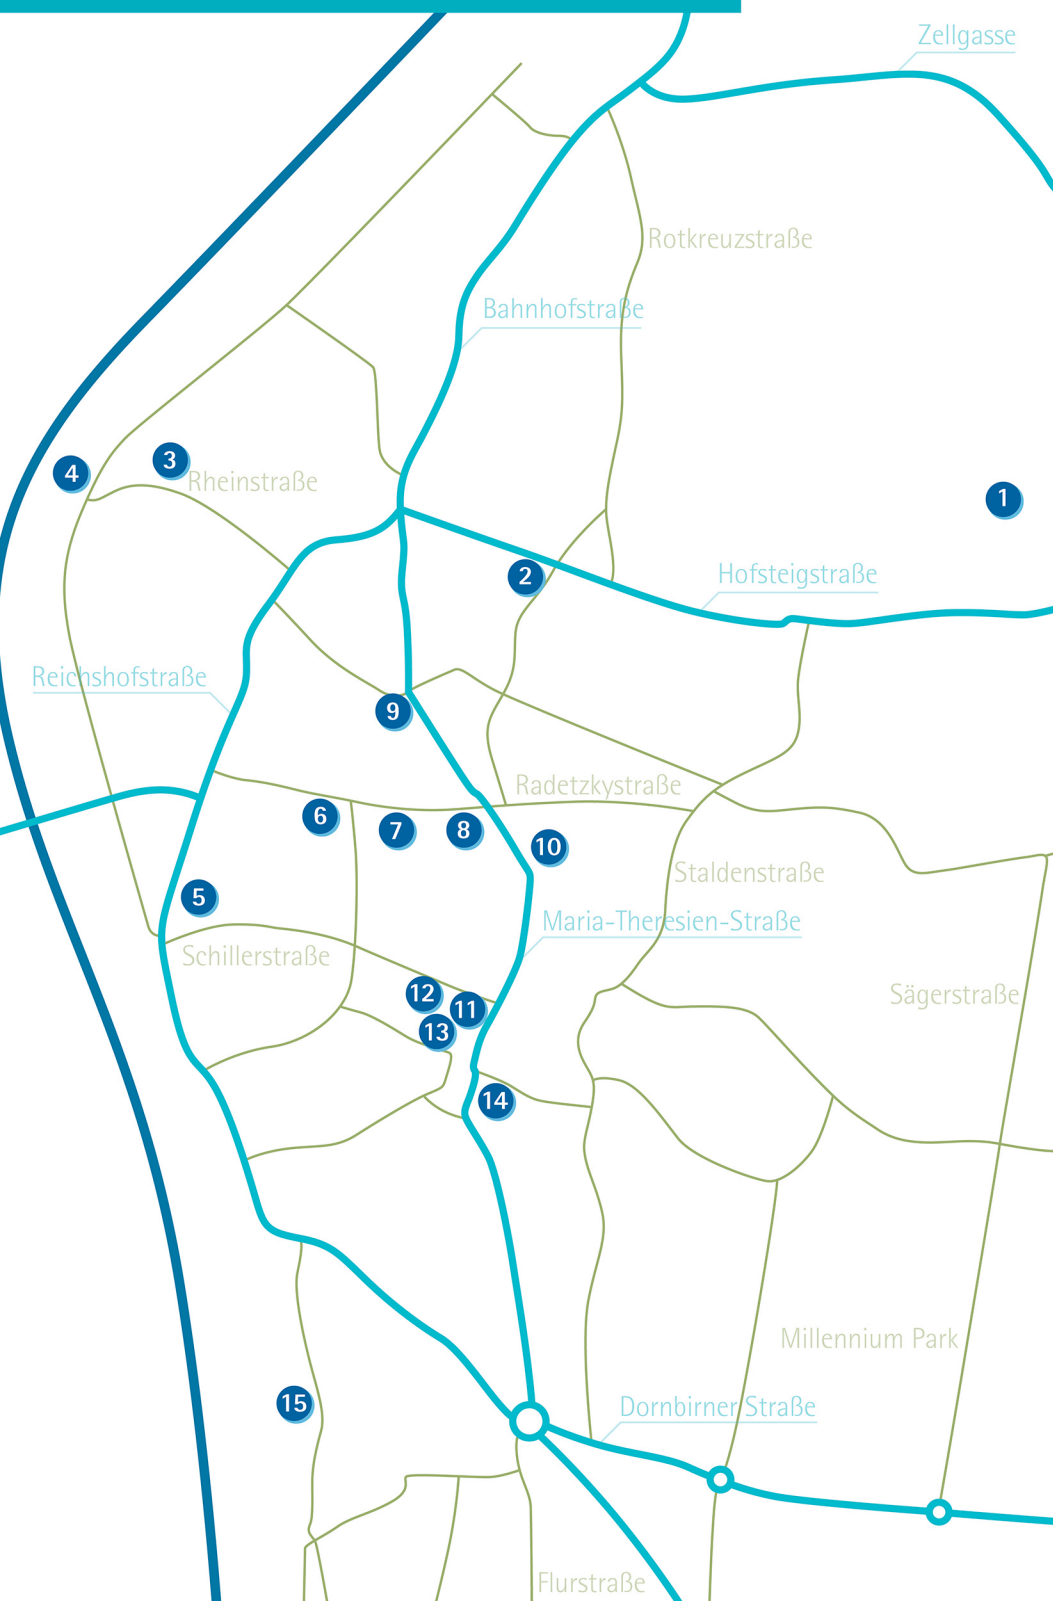 Zellgasse
Rotkreuzstraße
Bahnhofstraße
4
3
Rheinstraße
1
2
Hofsteigstraße
Reichshofstraße
9
Radetzkystraße
6
7
8
10
Staldenstraße
5
Maria-Theresien-Straße
Schillerstraße
12
11
Sägerstraße
13
14
Millennium Park
15
Dornbirner Straße
Flurstraße